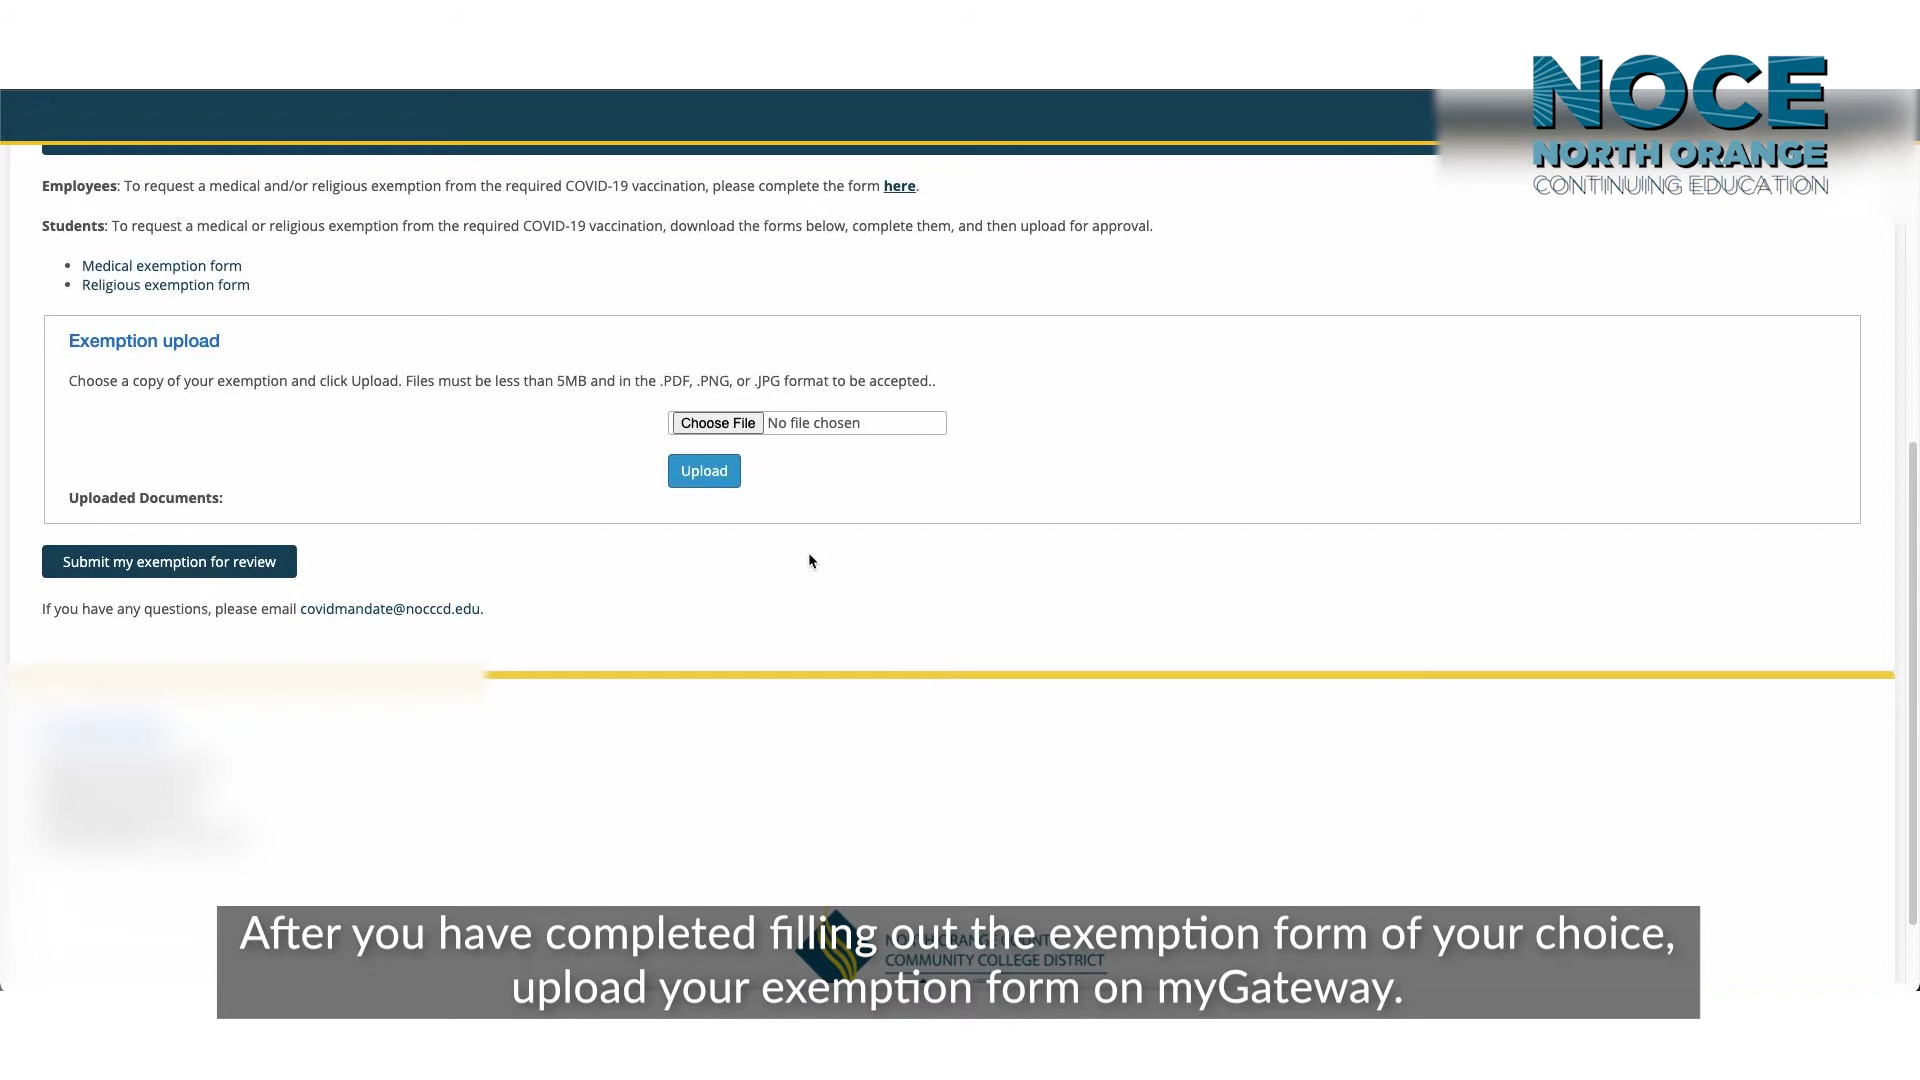 NOCE
NORTH ORANGE
CONTINUING EDUCATION
Employees: To request a medical and/or religious exemption from the required COVID-19 vaccination, please complete the form here.
Students: To request a medical or religious exemption from the required COVID-19 vaccination, download the forms below, complete them, and then upload for approval.
• Medical exemption form
• Religious exemption form
Exemption upload
Choose a copy of your exemption and click Upload. Files must be less than 5MB and in the .PDF, .PNG, or .JPG format to be accepted..
Choose File No file chosen
Upload
Uploaded Documents:
Submit my exemption for review
If you have any questions, please email covidmandate@nocccd.edu.
NORTH ORANGE COUNTY
COMMUNITY COLLEGE DISTRICT
After you have completed filling out the exemption form of your choice,
upload your exemption form on myGateway.